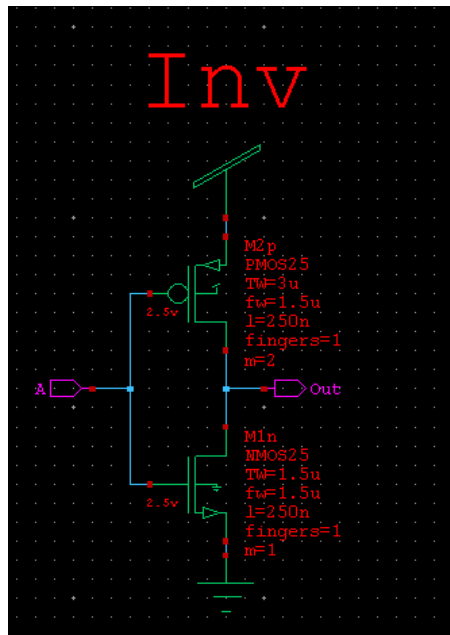 Inv
M2p
PMOS25
TW=3u
fw=1.5u
l=250n
fingers=1
m=2
2.5v
A
Out
M1n
NMOS25
TW=1.5u
fw=1.5u
l=250n
fingers=1
m=1
2.5v